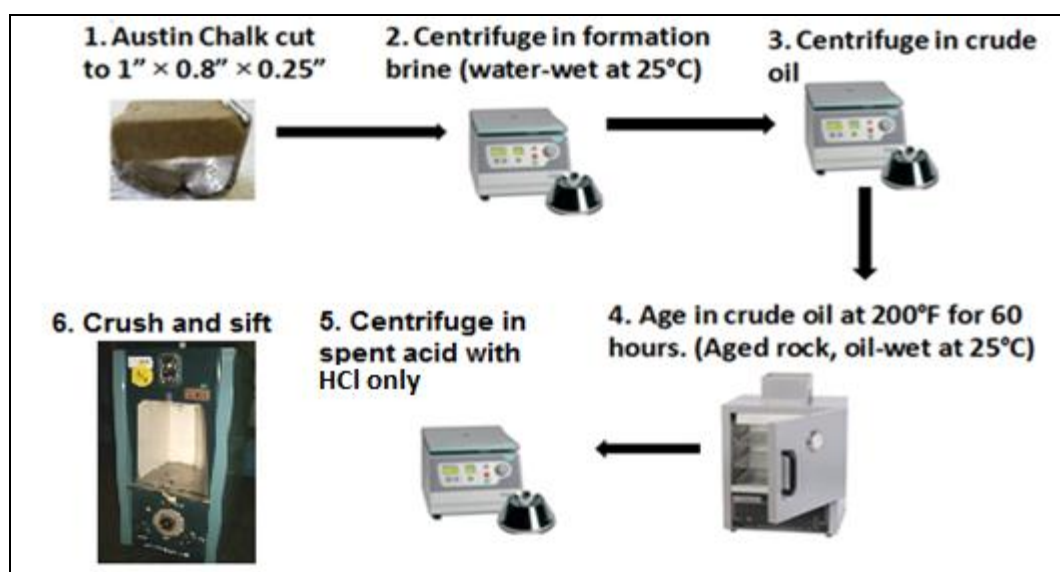 1. Austin Chalk cut
to 1” × 0.8” × 0.25”
2. Centrifuge in formation
brine (water-wet at 25°C)
3. Centrifuge in crude
oil
4. Age in crude oil at 200°F for 60
hours. (Aged rock, oil-wet at 25°C)
5. Centrifuge in
spent acid with
HCl only
6. Crush and sift